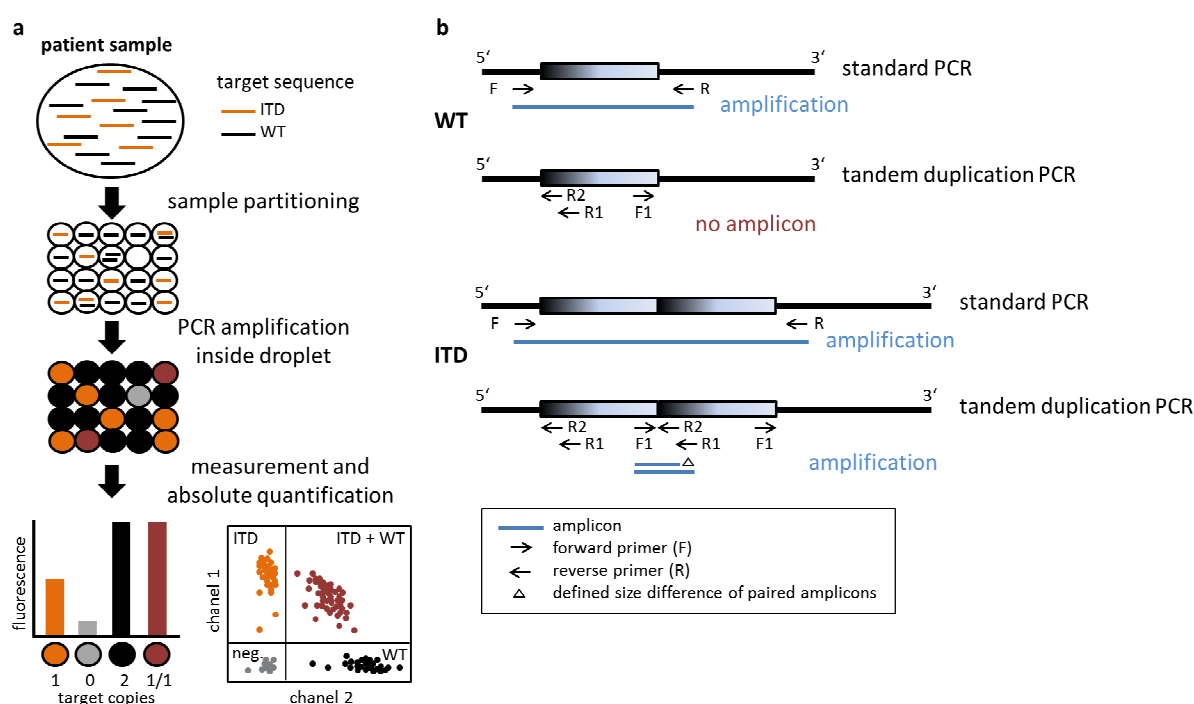 a
patient sample
target sequence
ITD
WT
sample partitioning
PCR amplification
inside droplet
measurement and
absolute quantification
fluorescence
1 0 2 1/1
target copies
chanel 1
ITD ITD + WT
neg. WT
chanel 2
b
WT
5‘ 3‘ standard PCR
F R amplification
5‘ 3‘ tandem duplication PCR
R2
R1 F1
no amplicon
ITD
5‘ 3‘ standard PCR
F R amplification
5‘ 3‘ tandem duplication PCR
R2 R2
R1 F1 R1 F1
amplification
amplicon
forward primer (F)
reverse primer (R)
defined size difference of paired amplicons